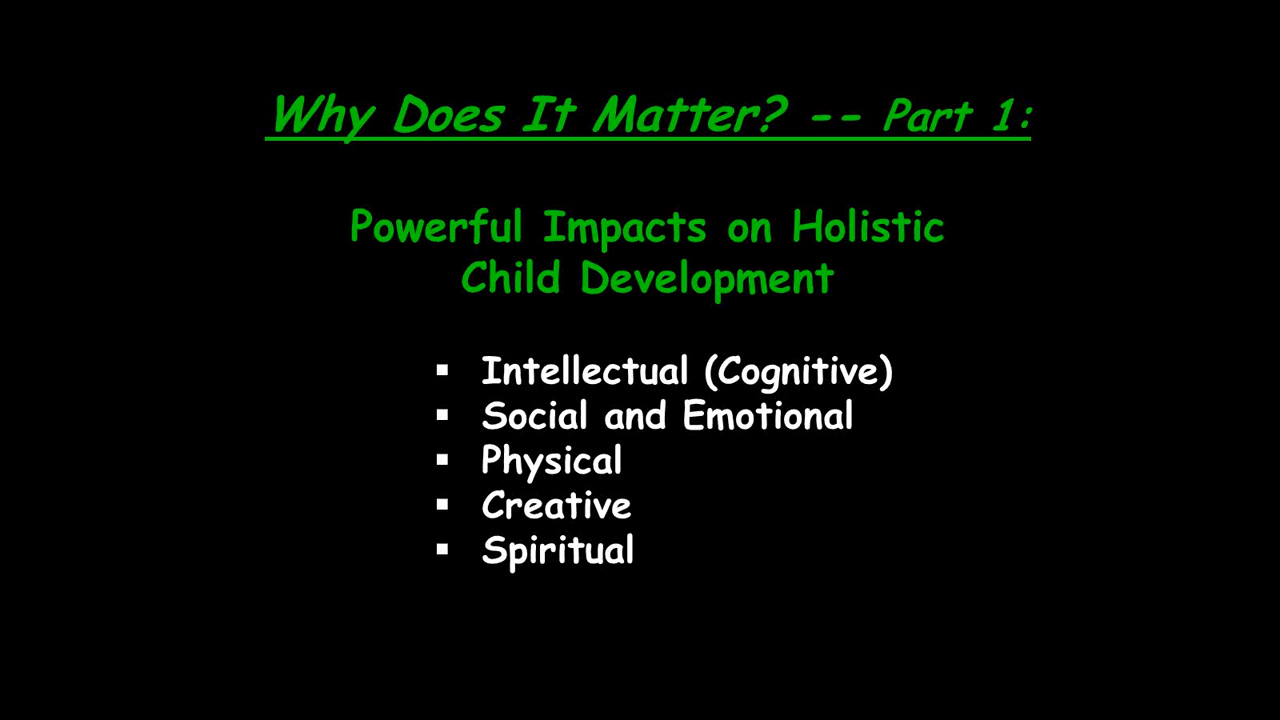 Why Does It Matter? -- Part 1:
Powerful Impacts on Holistic
Child Development
▪ Intellectual (Cognitive)
▪ Social and Emotional
▪ Physical
▪ Creative
▪ Spiritual